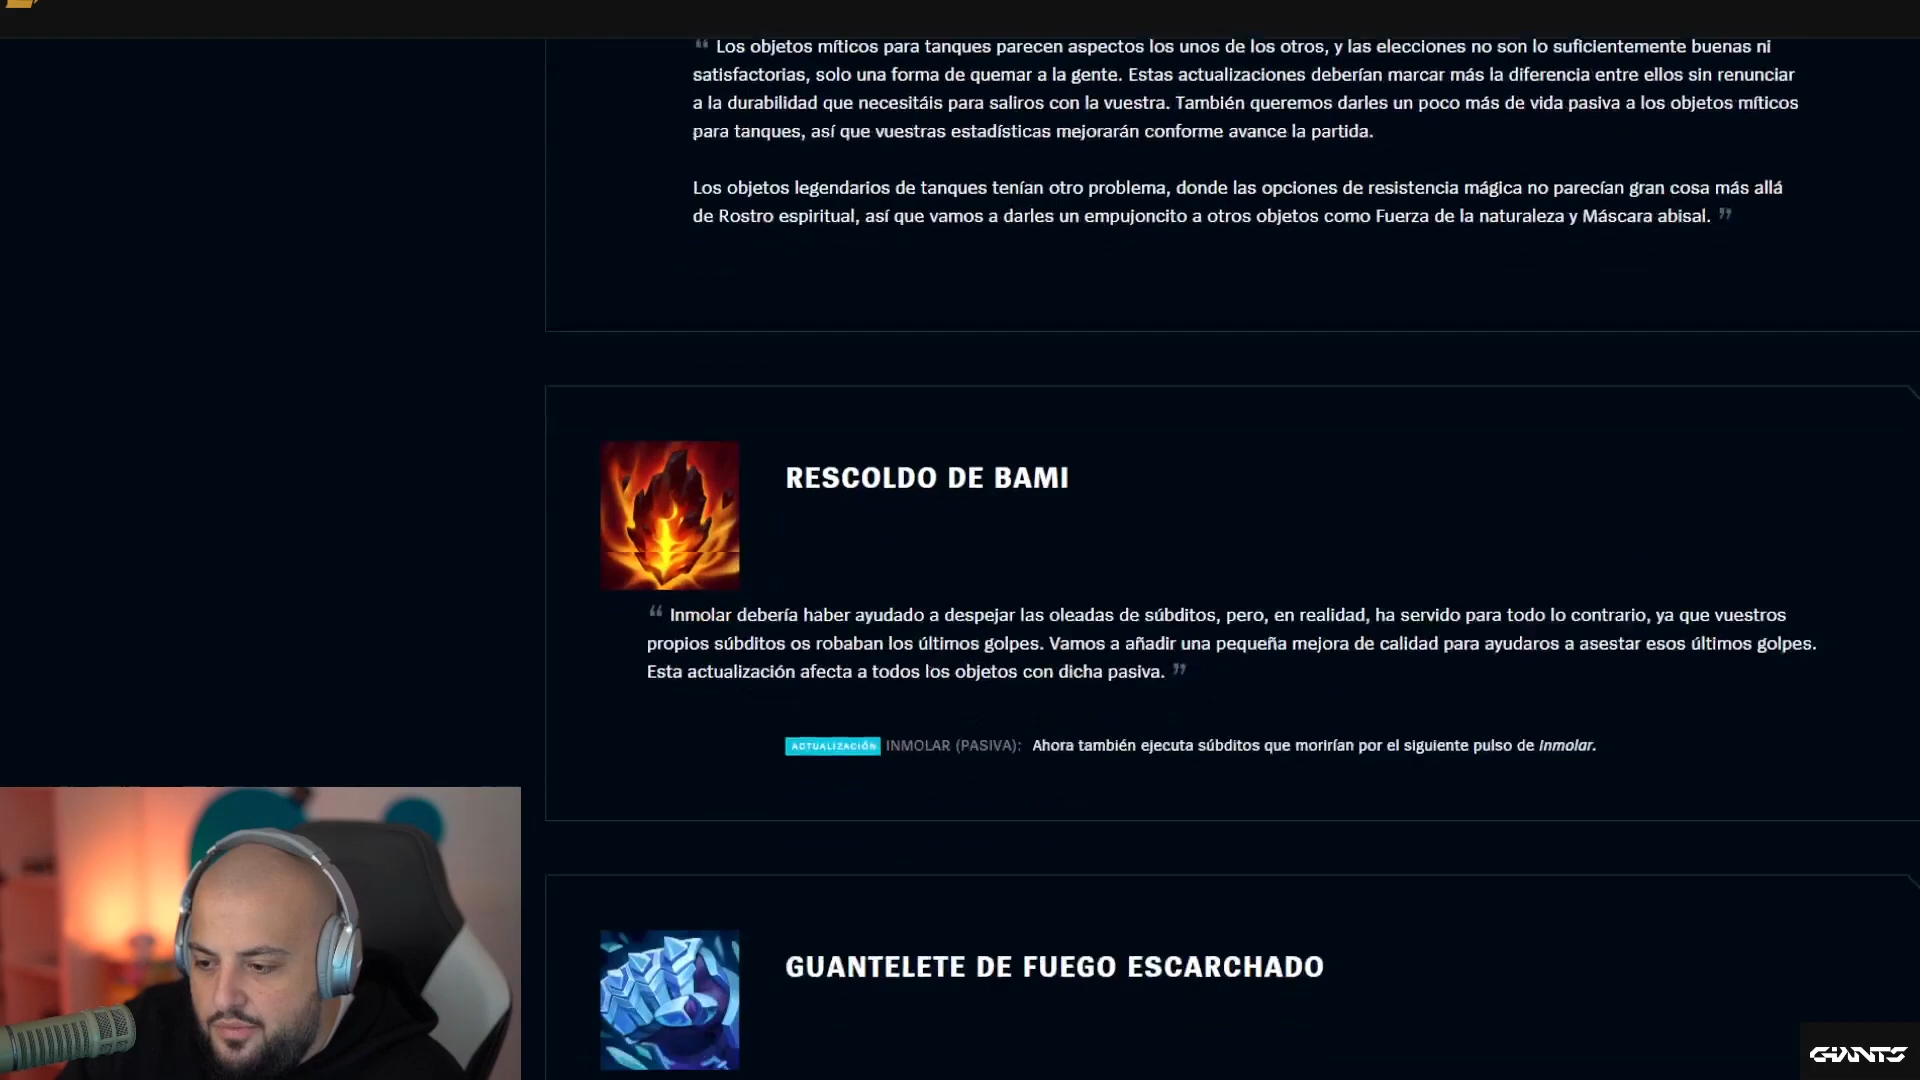 “ Los objetos míticos para tanques parecen aspectos los unos de los otros, y las elecciones no son lo suficientemente buenas ni
satisfactorias, solo una forma de quemar a la gente. Estas actualizaciones deberían marcar más la diferencia entre ellos sin renunciar
a la durabilidad que necesitáis para saliros con la vuestra. También queremos darles un poco más de vida pasiva a los objetos míticos
para tanques, así que vuestras estadísticas mejorarán conforme avance la partida.
Los objetos legendarios de tanques tenían otro problema, donde las opciones de resistencia mágica no parecían gran cosa más allá
de Rostro espiritual, así que vamos a darles un empujoncito a otros objetos como Fuerza de la naturaleza y Máscara abisal. ”
RESCOLDO DE BAMI
“ Inmolar debería haber ayudado a despejar las oleadas de súbditos, pero, en realidad, ha servido para todo lo contrario, ya que vuestros
propios súbditos os robaban los últimos golpes. Vamos a añadir una pequeña mejora de calidad para ayudaros a asestar esos últimos golpes.
Esta actualización afecta a todos los objetos con dicha pasiva. ”
ACTUALIZACIÓN INMOLAR (PASIVA): Ahora también ejecuta súbditos que morirían por el siguiente pulso de Inmolar.
GUANTELETE DE FUEGO ESCARCHADO
GIANTS